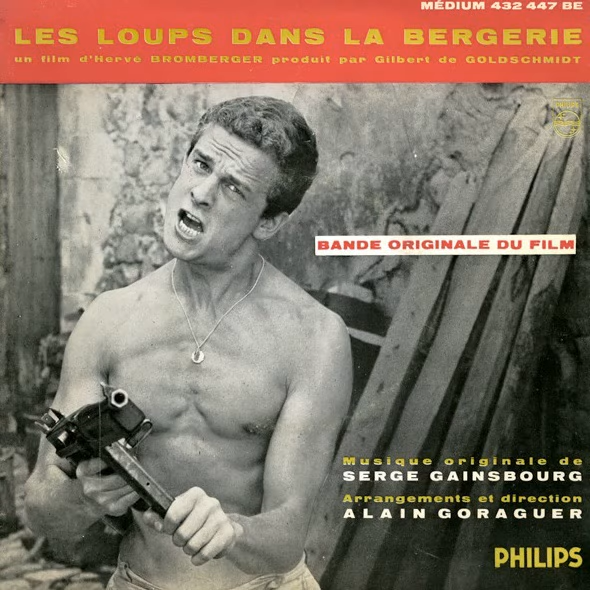 MÉDIUM 432 447 BE
LES LOUPS DANS LA BERGERIE
un film d'Hervé BROMBERGER produit par Gilbert de GOLDSCHMIDT
PHILIPS
BANDE ORIGINALE DU FILM
Musique originale de
SERGE GAINSBOURG
Arrangements et direction
ALAIN GORAGUER
PHILIPS